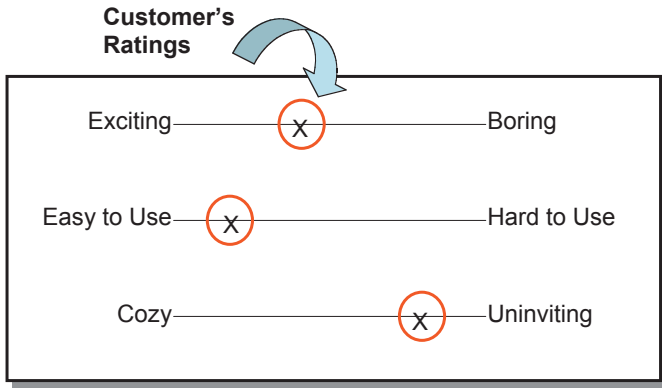 Customer's
Ratings
Exciting X Boring
Easy to Use X Hard to Use
Cozy X Uninviting